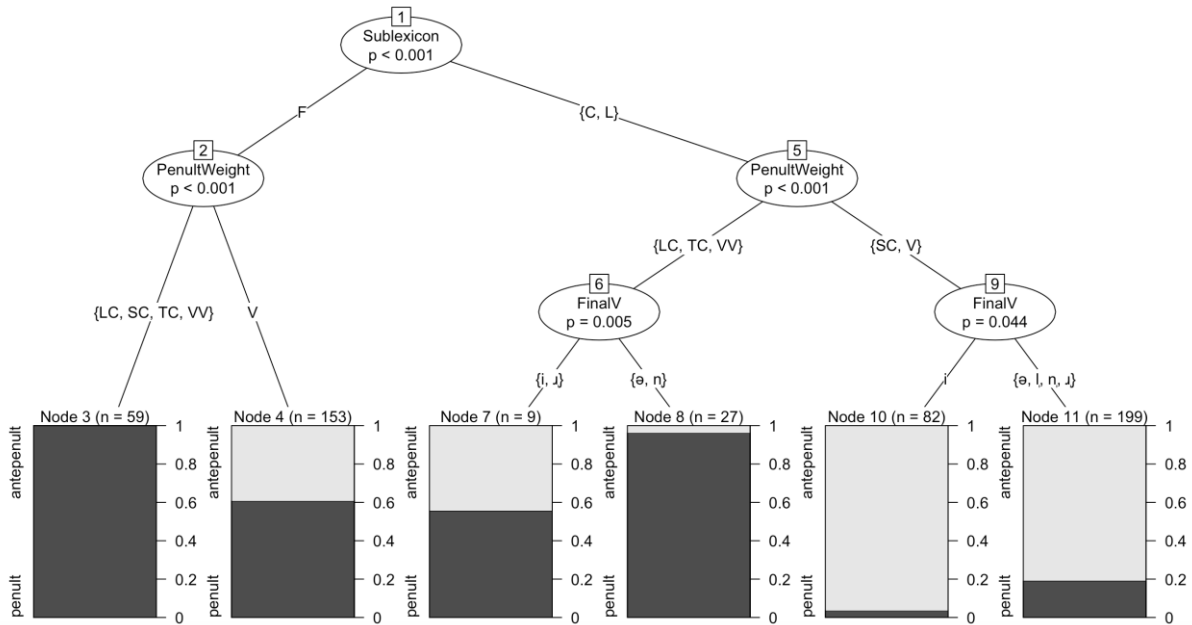 1
Sublexicon
p < 0.001
F
{C, L}
2
PenultWeight
p < 0.001
5
PenultWeight
p < 0.001
{LC, TC, VV}
{SC, V}
{LC, SC, TC, VV}
V
6
FinalV
p = 0.005
9
FinalV
p = 0.044
{i, ɹ}
{ə, n}
i
{ə, l, n, ɹ}
Node 3 (n = 59)
antepenult
penult
1
0.8
0.6
0.4
0.2
0
Node 4 (n = 153)
antepenult
penult
1
0.8
0.6
0.4
0.2
0
Node 7 (n = 9)
antepenult
penult
1
0.8
0.6
0.4
0.2
0
Node 8 (n = 27)
antepenult
penult
1
0.8
0.6
0.4
0.2
0
Node 10 (n = 82)
antepenult
penult
1
0.8
0.6
0.4
0.2
0
Node 11 (n = 199)
antepenult
penult
1
0.8
0.6
0.4
0.2
0